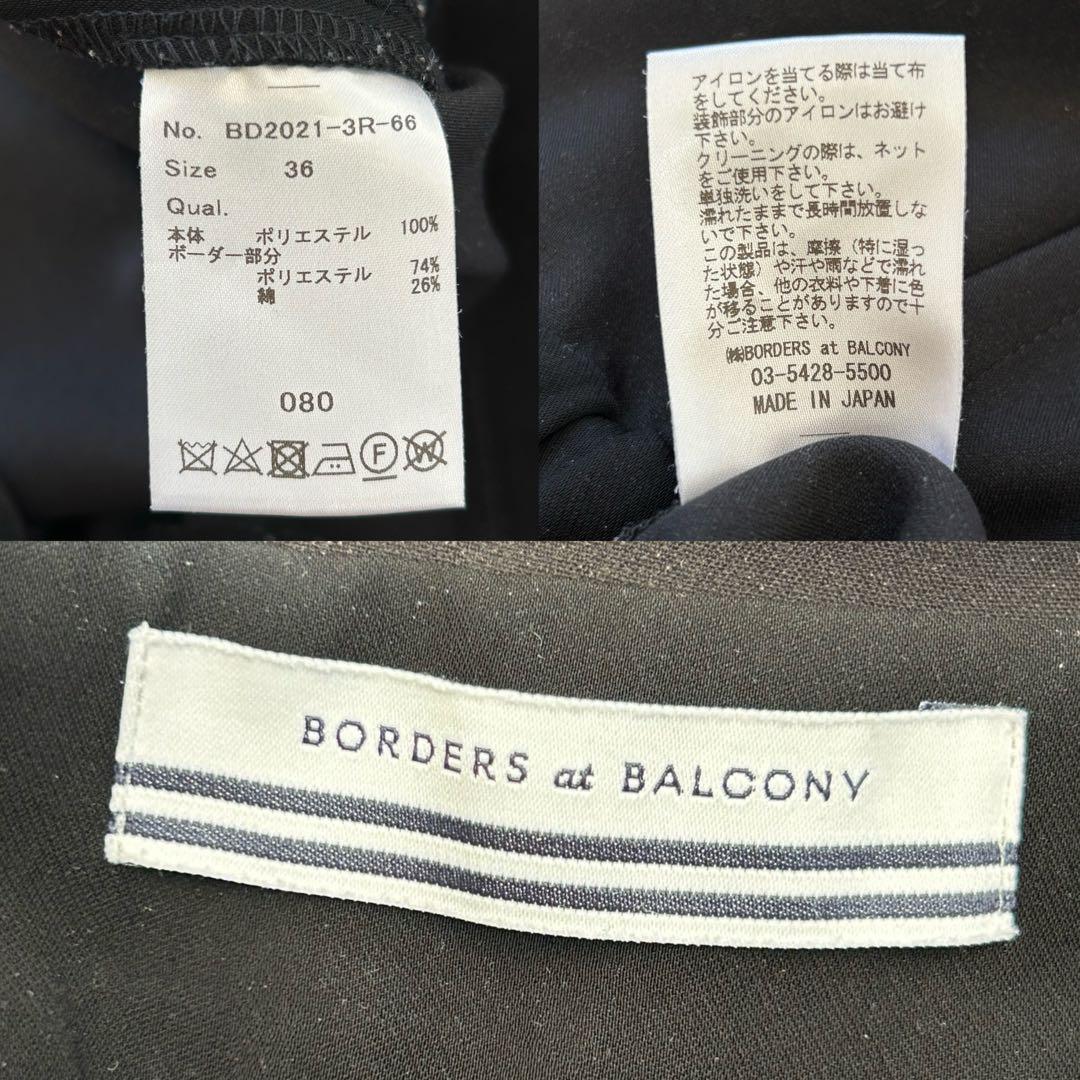 No. BD2021-3R-66
Size 36
Qual.
本体 ポリエステル 100%
ボーダー部分
ポリエステル 74%
綿 26%
080
F
W
アイロンを当てる際は当て布
をしてください。
装飾部分のアイロンはお避け
下さい。
クリーニングの際は、ネット
をご使用下さい。
単独洗いをして下さい。
濡れたままで長時間放置しな
いで下さい。
この製品は、摩擦（特に湿っ
た状態）や汗や雨などで濡れ
た場合、他の衣料や下着に色
が移ることがありますので十
分ご注意下さい。
㈱BORDERS at BALCONY
03-5428-5500
MADE IN JAPAN
BORDERS at BALCONY